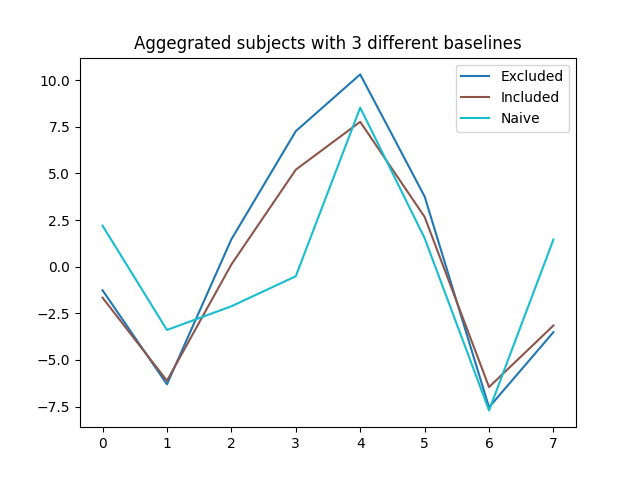 Aggegrated subjects with 3 different baselines
Excluded
Included
Naive
10.0
7.5
5.0
2.5
0.0
−2.5
−5.0
−7.5
0 1 2 3 4 5 6 7